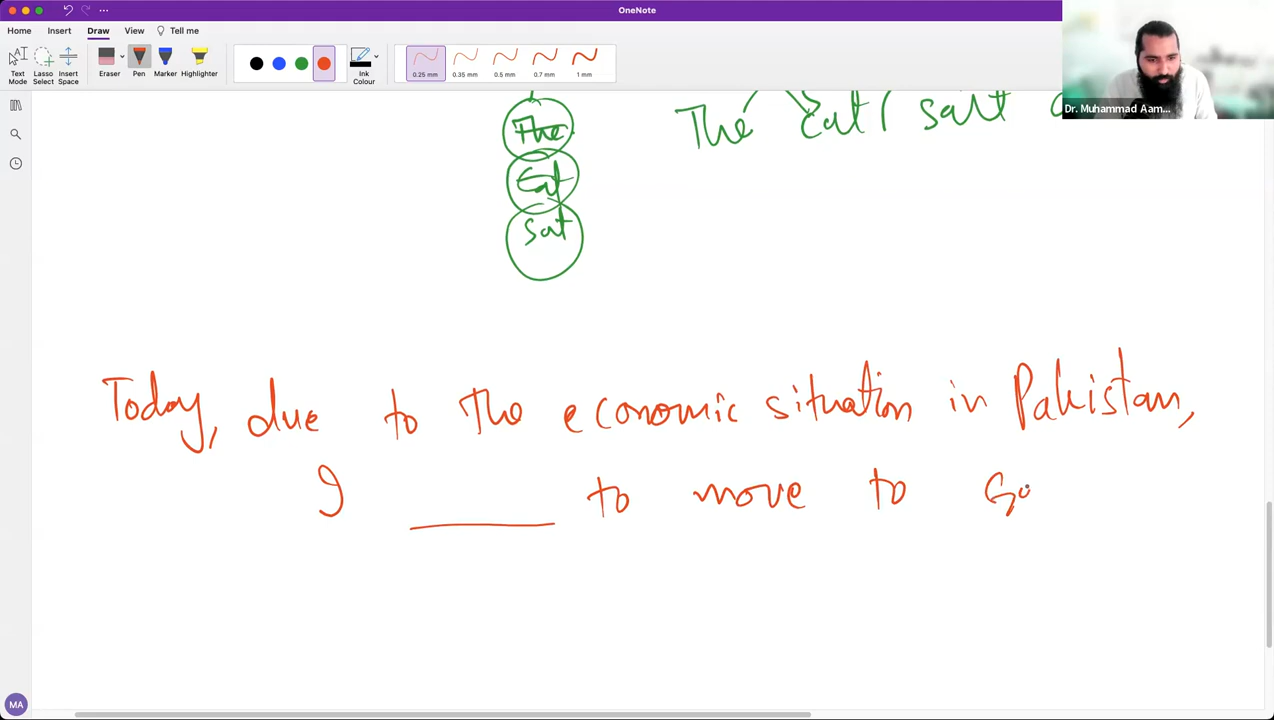 OneNote
Home Insert Draw View Tell me
Text Mode Lasso Select Insert Space Eraser Pen Marker Highlighter Ink Colour 0.25 mm 0.35 mm 0.5 mm 0.7 mm 1 mm
Dr. Muhammad Aam...
The cat
The
Cat
Sat
Today, due to the economic situation in Pakistan,
I ______ to move to
MA